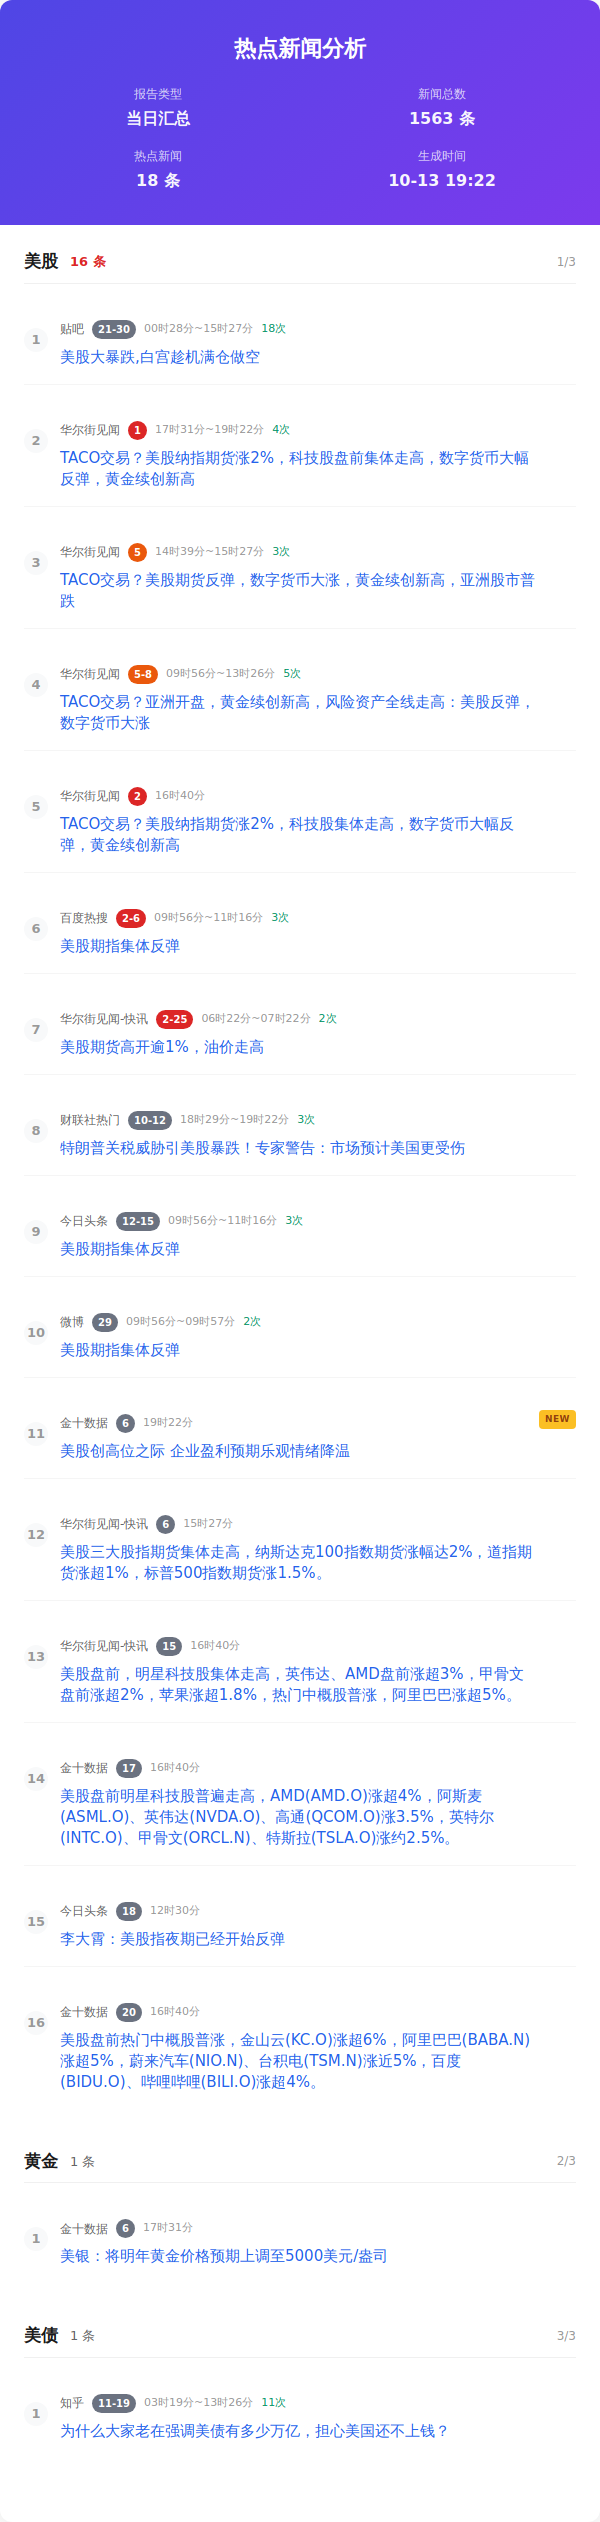 热点新闻分析
报告类型
新闻总数
当日汇总
1563 条
热点新闻
生成时间
18 条
10-13 19:22
美股 16 条 1/3
1 贴吧 21-30 00时28分~15时27分 18次
美股大暴跌,白宫趁机满仓做空
2 华尔街见闻 1 17时31分~19时22分 4次
TACO交易？美股纳指期货涨2%，科技股盘前集体走高，数字货币大幅
反弹，黄金续创新高
3 华尔街见闻 5 14时39分~15时27分 3次
TACO交易？美股期货反弹，数字货币大涨，黄金续创新高，亚洲股市普
跌
4 华尔街见闻 5-8 09时56分~13时26分 5次
TACO交易？亚洲开盘，黄金续创新高，风险资产全线走高：美股反弹，
数字货币大涨
5 华尔街见闻 2 16时40分
TACO交易？美股纳指期货涨2%，科技股集体走高，数字货币大幅反
弹，黄金续创新高
6 百度热搜 2-6 09时56分~11时16分 3次
美股期指集体反弹
7 华尔街见闻-快讯 2-25 06时22分~07时22分 2次
美股期货高开逾1%，油价走高
8 财联社热门 10-12 18时29分~19时22分 3次
特朗普关税威胁引美股暴跌！专家警告：市场预计美国更受伤
9 今日头条 12-15 09时56分~11时16分 3次
美股期指集体反弹
10 微博 29 09时56分~09时57分 2次
美股期指集体反弹
11 金十数据 6 19时22分 NEW
美股创高位之际 企业盈利预期乐观情绪降温
12 华尔街见闻-快讯 6 15时27分
美股三大股指期货集体走高，纳斯达克100指数期货涨幅达2%，道指期
货涨超1%，标普500指数期货涨1.5%。
13 华尔街见闻-快讯 15 16时40分
美股盘前，明星科技股集体走高，英伟达、AMD盘前涨超3%，甲骨文
盘前涨超2%，苹果涨超1.8%，热门中概股普涨，阿里巴巴涨超5%。
14 金十数据 17 16时40分
美股盘前明星科技股普遍走高，AMD(AMD.O)涨超4%，阿斯麦
(ASML.O)、英伟达(NVDA.O)、高通(QCOM.O)涨3.5%，英特尔
(INTC.O)、甲骨文(ORCL.N)、特斯拉(TSLA.O)涨约2.5%。
15 今日头条 18 12时30分
李大霄：美股指夜期已经开始反弹
16 金十数据 20 16时40分
美股盘前热门中概股普涨，金山云(KC.O)涨超6%，阿里巴巴(BABA.N)
涨超5%，蔚来汽车(NIO.N)、台积电(TSM.N)涨近5%，百度
(BIDU.O)、哔哩哔哩(BILI.O)涨超4%。
黄金 1 条 2/3
1 金十数据 6 17时31分
美银：将明年黄金价格预期上调至5000美元/盎司
美债 1 条 3/3
1 知乎 11-19 03时19分~13时26分 11次
为什么大家老在强调美债有多少万亿，担心美国还不上钱？